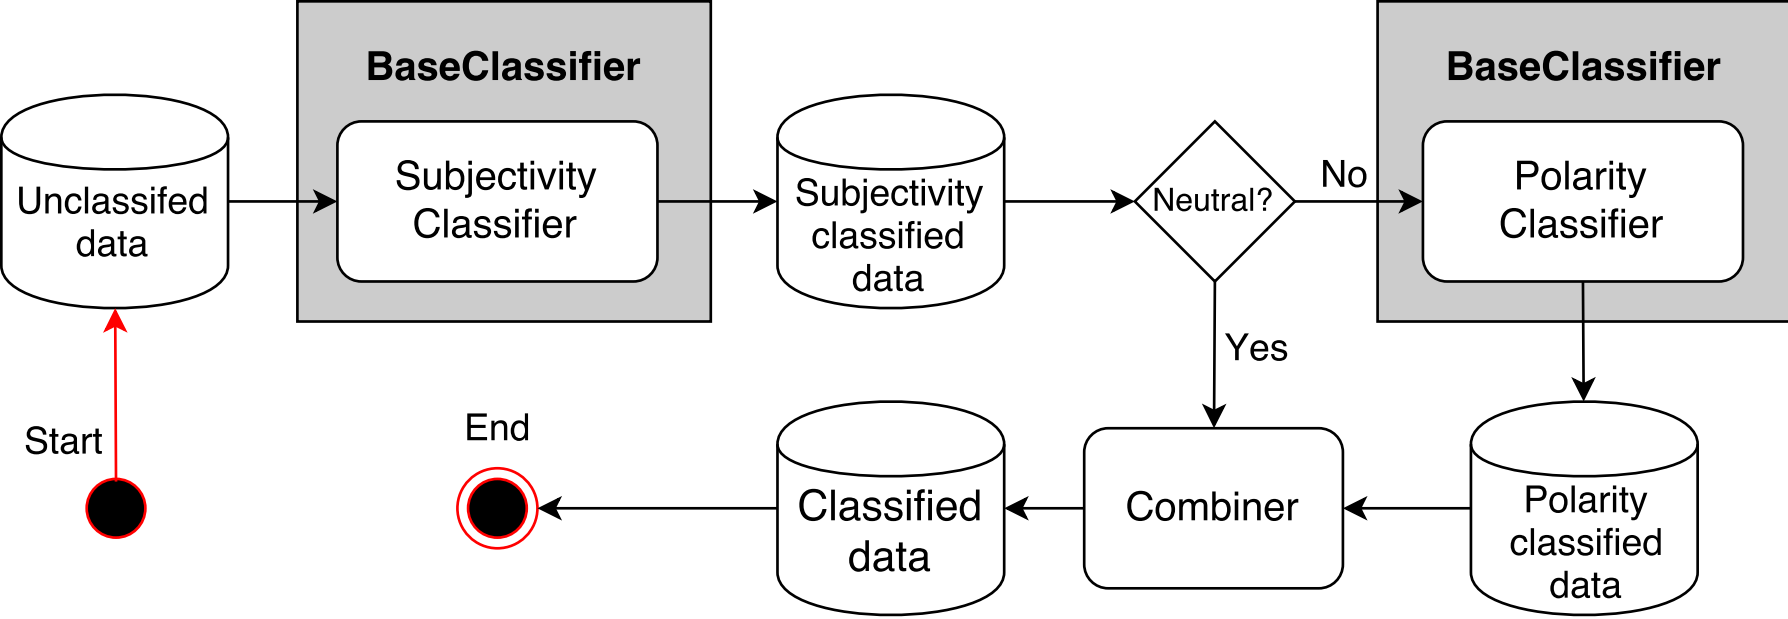 BaseClassifier
BaseClassifier
Unclassifed
data
Subjectivity
Classifier
Subjectivity
classified
data
Neutral?
No
Polarity
Classifier
Yes
Start
End
Classified
data
Combiner
Polarity
classified
data